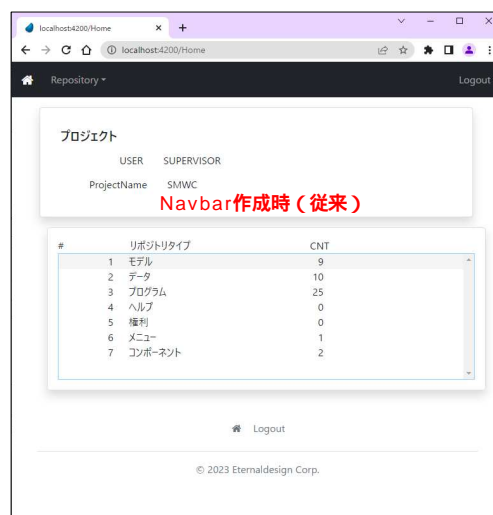 localhost:4200/Home
localhost:4200/Home
Repository
Logout
プロジェクト
USER SUPERVISOR
ProjectName SMWC
Navbar作成時（従来）
# リポジトリタイプ CNT
1 モデル 9
2 データ 10
3 プログラム 25
4 ヘルプ 0
5 権利 0
6 メニュー 1
7 コンポーネント 2
Logout
© 2023 Eternaldesign Corp.